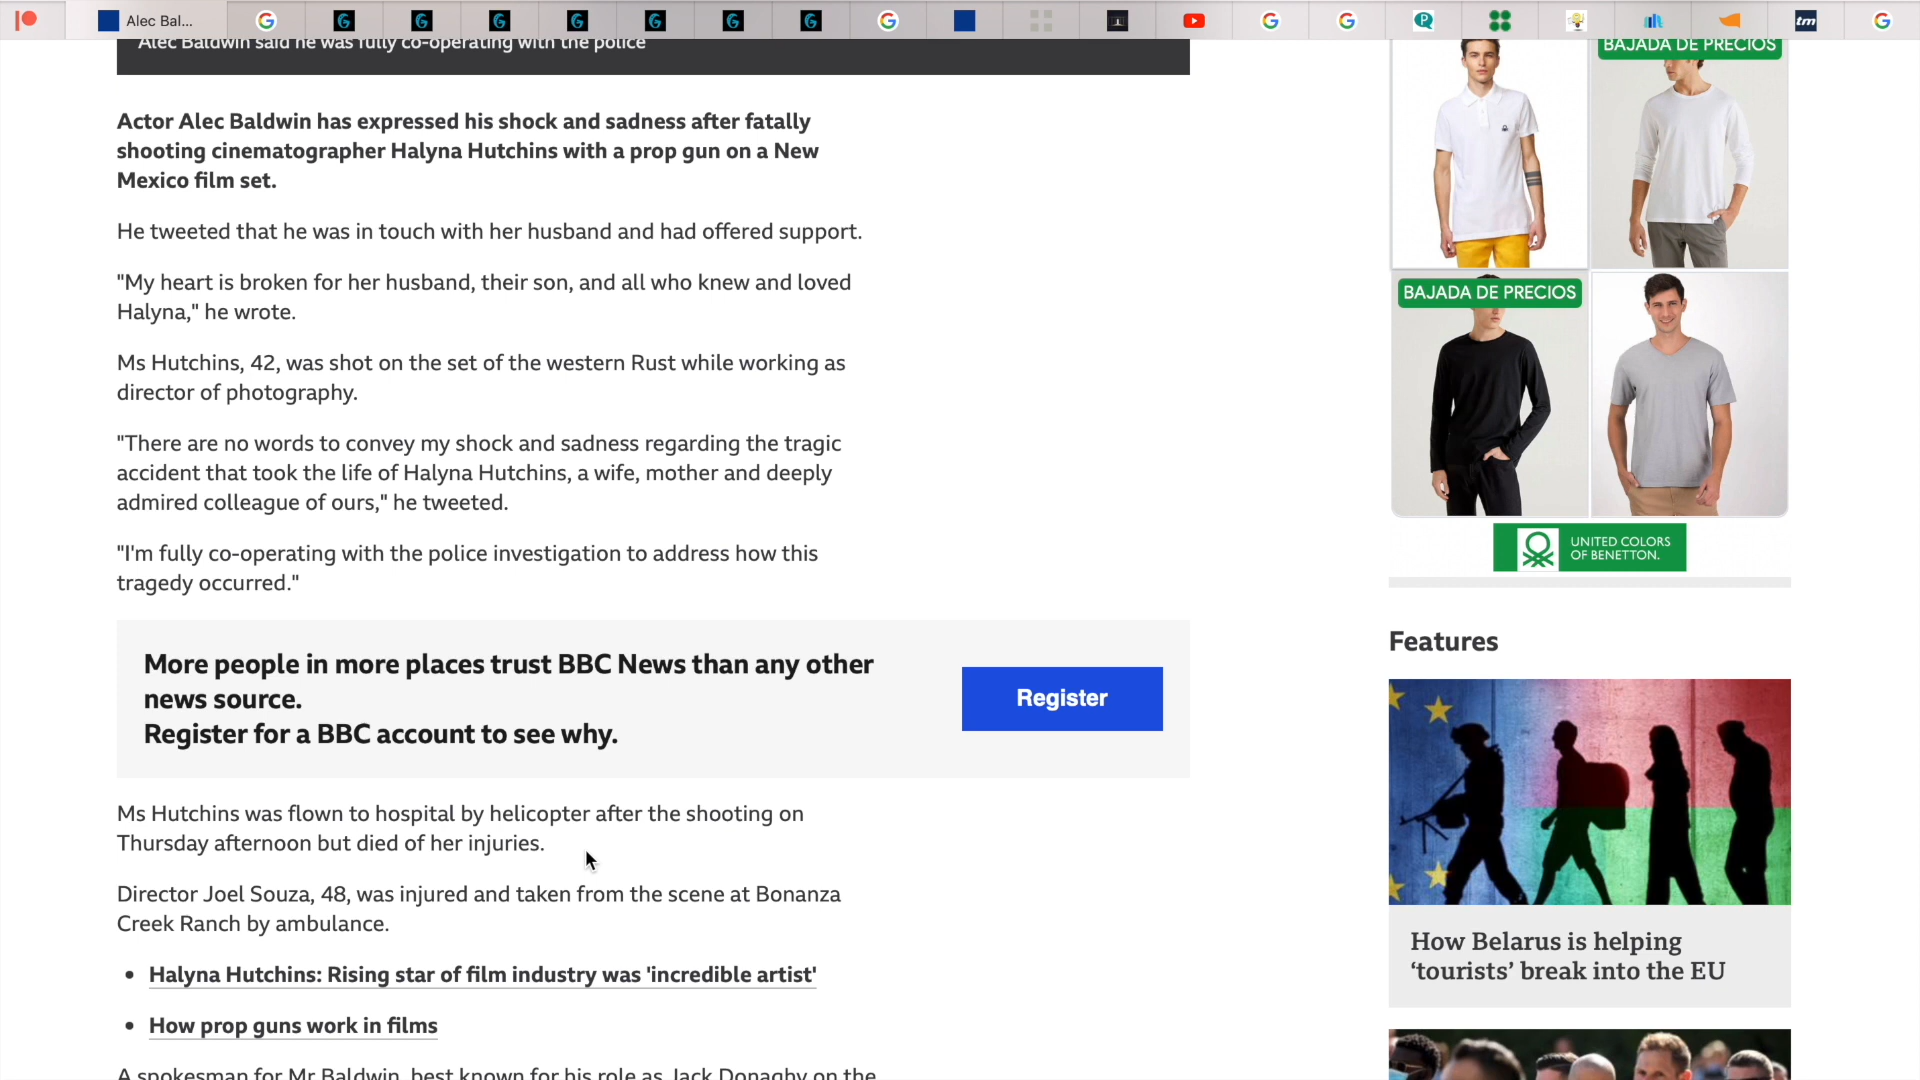 Alec Bal...
Alec Baldwin said he was fully co-operating with the police
Actor Alec Baldwin has expressed his shock and sadness after fatally
shooting cinematographer Halyna Hutchins with a prop gun on a New
Mexico film set.
He tweeted that he was in touch with her husband and had offered support.
"My heart is broken for her husband, their son, and all who knew and loved
Halyna," he wrote.
Ms Hutchins, 42, was shot on the set of the western Rust while working as
director of photography.
"There are no words to convey my shock and sadness regarding the tragic
accident that took the life of Halyna Hutchins, a wife, mother and deeply
admired colleague of ours," he tweeted.
"I'm fully co-operating with the police investigation to address how this
tragedy occurred."
More people in more places trust BBC News than any other
news source.
Register for a BBC account to see why.
Register
Ms Hutchins was flown to hospital by helicopter after the shooting on
Thursday afternoon but died of her injuries.
Director Joel Souza, 48, was injured and taken from the scene at Bonanza
Creek Ranch by ambulance.
• Halyna Hutchins: Rising star of film industry was 'incredible artist'
• How prop guns work in films
A spokesman for Mr Baldwin, best known for his role as Jack Donaghy on the
BAJADA DE PRECIOS
BAJADA DE PRECIOS
UNITED COLORS
OF BENETTON.
Features
How Belarus is helping
‘tourists’ break into the EU
tm